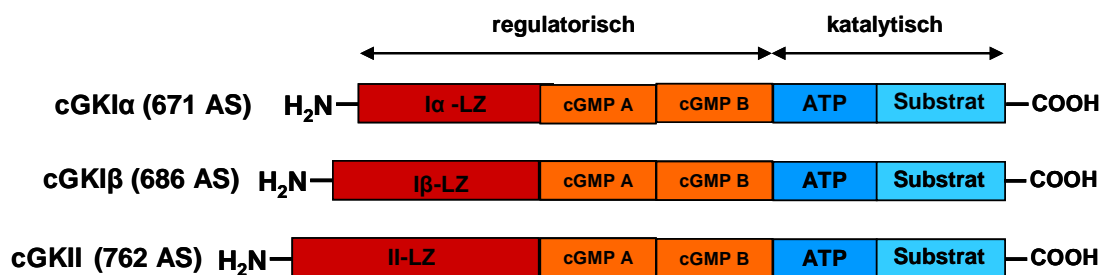 regulatorisch katalytisch
cGKIα (671 AS) H₂N Iα -LZ cGMP A cGMP B ATP Substrat COOH
cGKIβ (686 AS) H₂N Iβ-LZ cGMP A cGMP B ATP Substrat COOH
cGKII (762 AS) H₂N II-LZ cGMP A cGMP B ATP Substrat COOH